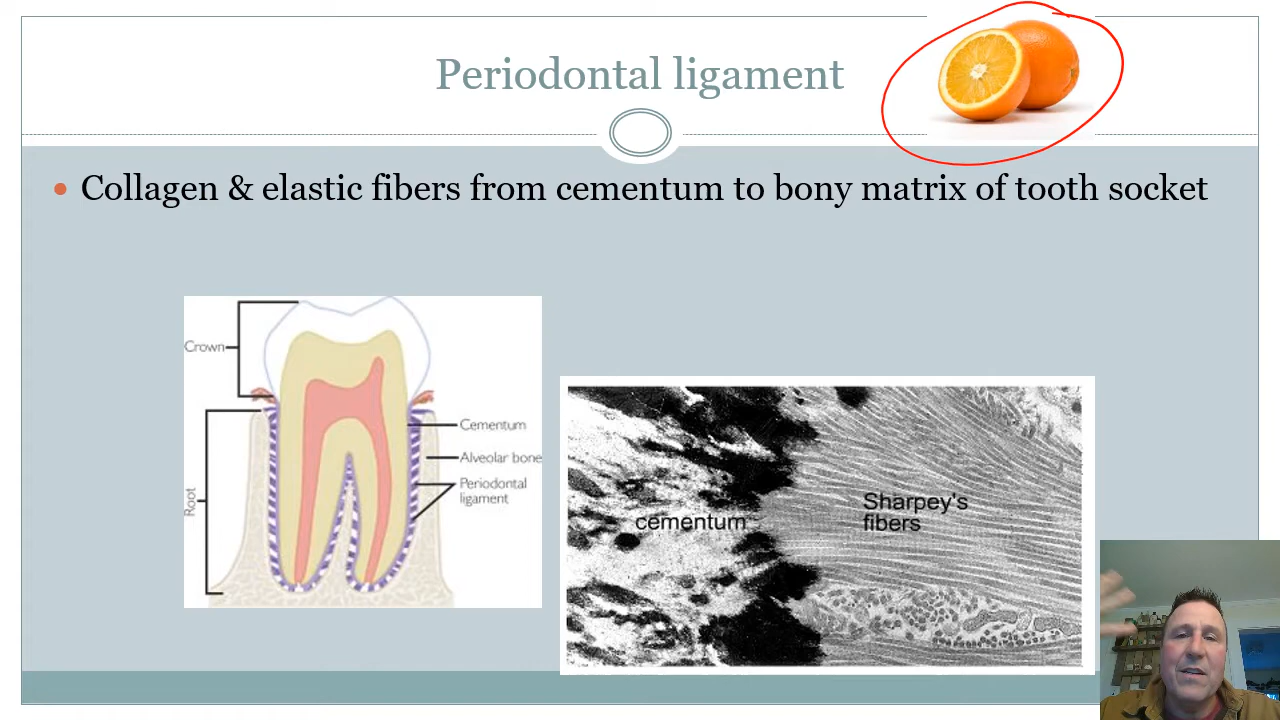 Periodontal ligament
Collagen & elastic fibers from cementum to bony matrix of tooth socket
Crown
Cementum
Alveolar bone
Periodontal
ligament
Root
cementum
Sharpey's
fibers